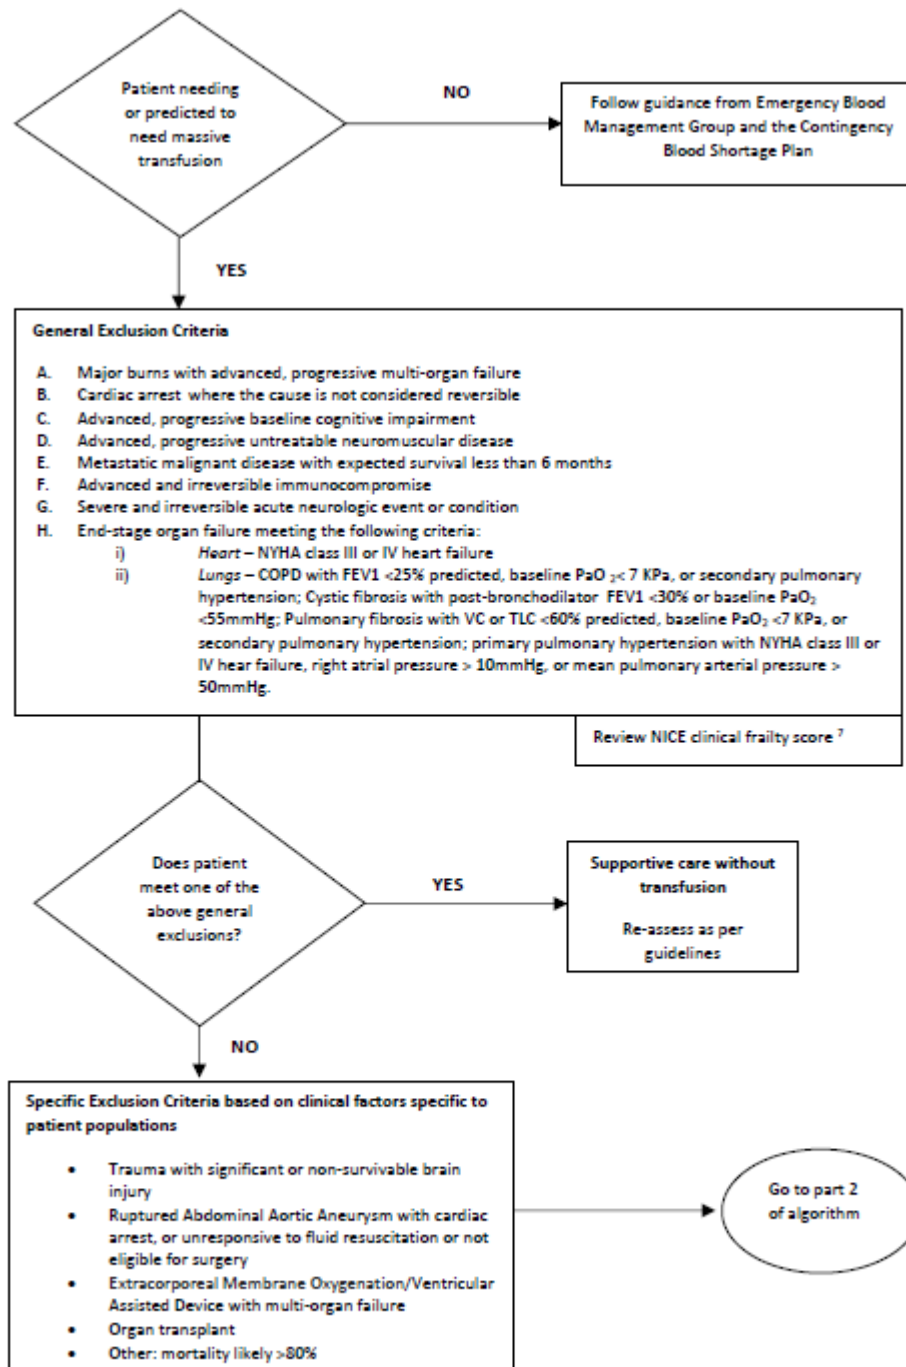 Patient needing
or predicted to
need massive
transfusion
NO
Follow guidance from Emergency Blood
Management Group and the Contingency
Blood Shortage Plan
YES
General Exclusion Criteria
A. Major burns with advanced, progressive multi-organ failure
B. Cardiac arrest where the cause is not considered reversible
C. Advanced, progressive baseline cognitive impairment
D. Advanced, progressive untreatable neuromuscular disease
E. Metastatic malignant disease with expected survival less than 6 months
F. Advanced and irreversible immunocompromise
G. Severe and irreversible acute neurologic event or condition
H. End-stage organ failure meeting the following criteria:
i) Heart – NYHA class III or IV heart failure
ii) Lungs – COPD with FEV1 <25% predicted, baseline PaO ₂< 7 KPa, or secondary pulmonary
hypertension; Cystic fibrosis with post-bronchodilator FEV1 <30% or baseline PaO₂
<55mmHg; Pulmonary fibrosis with VC or TLC <60% predicted, baseline PaO₂ <7 KPa, or
secondary pulmonary hypertension; primary pulmonary hypertension with NYHA class III or
IV hear failure, right atrial pressure > 10mmHg, or mean pulmonary arterial pressure >
50mmHg.
Review NICE clinical frailty score ⁷
Does patient
meet one of the
above general
exclusions?
YES
Supportive care without
transfusion
Re-assess as per
guidelines
NO
Specific Exclusion Criteria based on clinical factors specific to
patient populations
• Trauma with significant or non-survivable brain
injury
• Ruptured Abdominal Aortic Aneurysm with cardiac
arrest, or unresponsive to fluid resuscitation or not
eligible for surgery
• Extracorporeal Membrane Oxygenation/Ventricular
Assisted Device with multi-organ failure
• Organ transplant
• Other: mortality likely >80%
Go to part 2
of algorithm